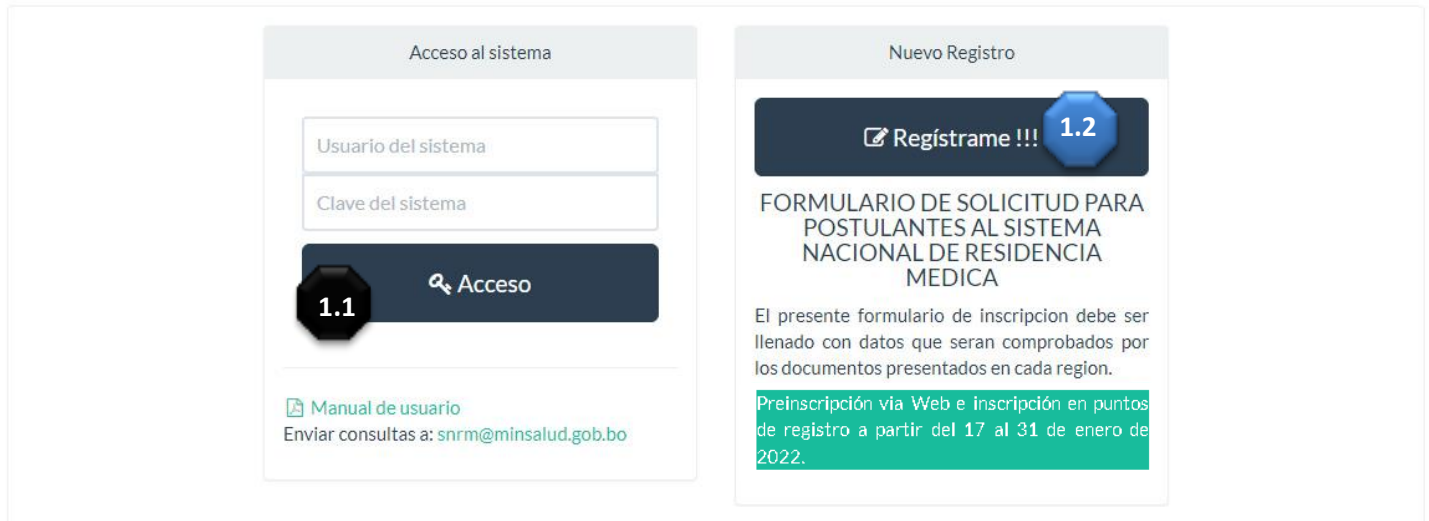 Acceso al sistema
Usuario del sistema
Clave del sistema
Acceso
1.1
Manual de usuario
Enviar consultas a: snrm@minsalud.gob.bo
Nuevo Registro
Regístrame !!!
1.2
FORMULARIO DE SOLICITUD PARA
POSTULANTES AL SISTEMA
NACIONAL DE RESIDENCIA
MEDICA
El presente formulario de inscripcion debe ser
llenado con datos que seran comprobados por
los documentos presentados en cada region.
Preinscripción via Web e inscripción en puntos
de registro a partir del 17 al 31 de enero de
2022.